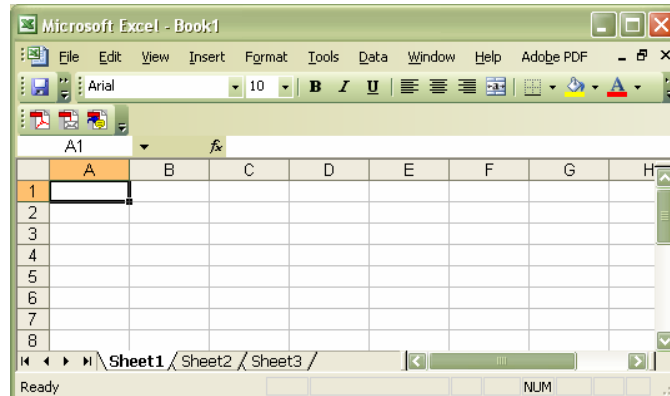 Microsoft Excel - Book1
File Edit View Insert Format Tools Data Window Help Adobe PDF
Arial 10 B I U A
A1 fx
A B C D E F G H
1
2
3
4
5
6
7
8
Sheet1 Sheet2 Sheet3
Ready NUM